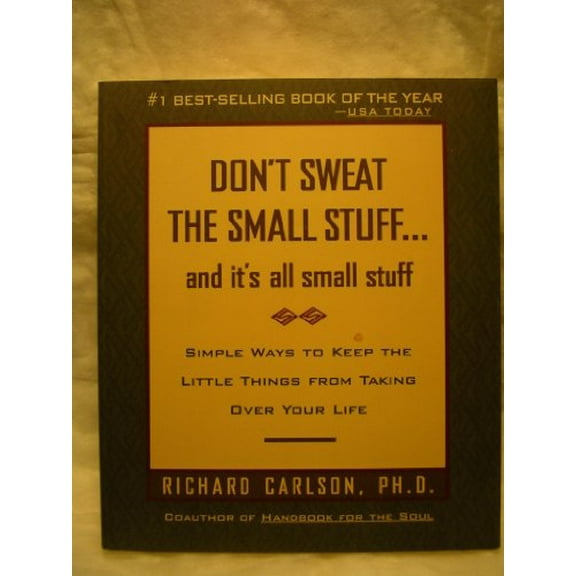 #1 BEST-SELLING BOOK OF THE YEAR
—USA TODAY
DON'T SWEAT
THE SMALL STUFF...
and it's all small stuff
SIMPLE WAYS TO KEEP THE
LITTLE THINGS FROM TAKING
OVER YOUR LIFE
RICHARD CARLSON, PH.D.
COAUTHOR OF HANDBOOK FOR THE SOUL